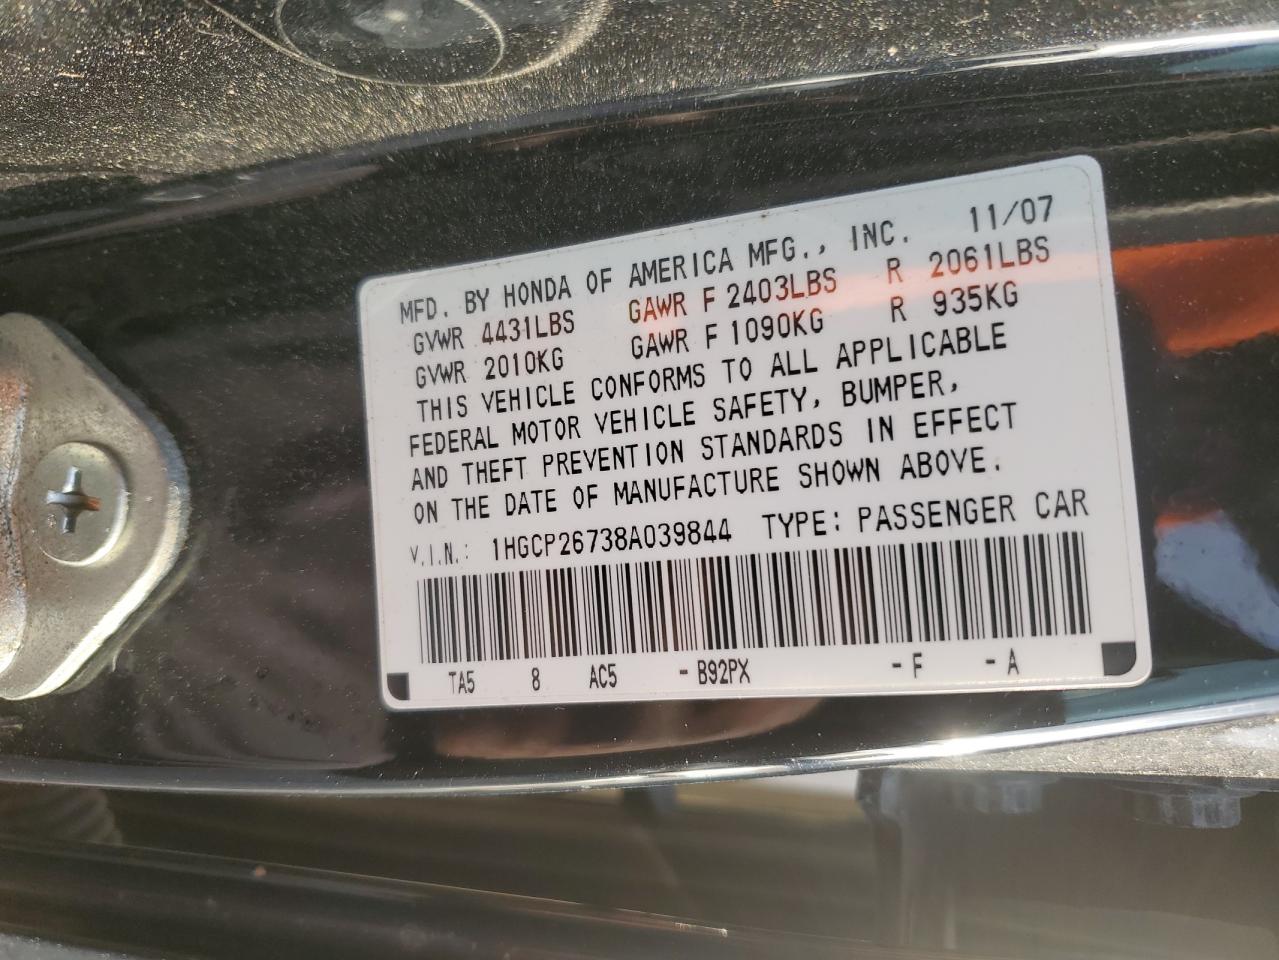 MFD. BY HONDA OF AMERICA MFG., INC. 11/07
GVWR 4431LBS GAWR F 2403LBS R 2061LBS
GVWR 2010KG GAWR F 1090KG R 935KG
THIS VEHICLE CONFORMS TO ALL APPLICABLE
FEDERAL MOTOR VEHICLE SAFETY, BUMPER,
AND THEFT PREVENTION STANDARDS IN EFFECT
ON THE DATE OF MANUFACTURE SHOWN ABOVE.
V.I.N.: 1HGCP26738A039844 TYPE: PASSENGER CAR
TA5 8 AC5 -B92PX -F -A